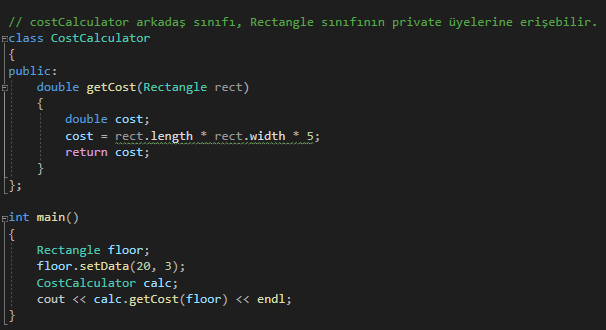 // costCalculator arkadaş sınıfı, Rectangle sınıfının private üyelerine erişebilir.
class CostCalculator
{
public:
    double getCost(Rectangle rect)
    {
        double cost;
        cost = rect.length * rect.width * 5;
        return cost;
    }
};
int main()
{
    Rectangle floor;
    floor.setData(20, 3);
    CostCalculator calc;
    cout << calc.getCost(floor) << endl;
}